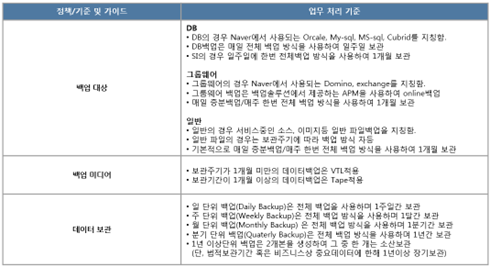 정책/기준 및 가이드
업무 처리 기준
백업 대상
DB
• DB의 경우 Naver에서 사용되는 Orcale, My-sql, MS-sql, Cubrid를 지칭함.
• DB백업은 매일 전체 백업 방식을 사용하여 일주일 보관
• SI의 경우 일주일에 한번 전체백업 방식을 사용하여 1개월 보관
그룹웨어
• 그룹웨어의 경우 Naver에서 사용되는 Domino, exchange를 지칭함.
• 그룹웨어 백업은 백업솔루션에서 제공하는 APM을 사용하여 online백업
• 매일 증분백업/매주 한번 전체 백업 방식을 사용하여 1개월 보관
일반
• 일반의 경우 서비스중인 소스, 이미지등 일반 파일백업을 지칭함.
• 일반 파일의 경우는 보관주기에 따라 백업 방식 차등
• 기본적으로 매일 증분백업/매주 한번 전체 백업 방식을 사용하여 1개월 보관
백업 미디어
• 보관주기가 1개월 미만의 데이터백업은 VTL적용
• 보관기간이 1개월 이상의 데이터백업은 Tape적용
데이터 보관
• 일 단위 백업(Daily Backup)은 전체 백업을 사용하며 1주일간 보관
• 주 단위 백업(Weekly Backup)은 전체 백업 방식을 사용하며 1달간 보관
• 월 단위 백업(Monthly Backup) 은 전체 백업 방식을 사용하며 1분기간 보관
• 분기 단위 백업(Quaterly Backup)은 전체 백업 방식을 사용하며 1년간 보관
• 1년 이상단위 백업은 2개본을 생성하여 그 중 한 개는 소산보관
(단, 법적보관기간 혹은 비즈니스상 중요데이터에 한해 1년이상 장기보관)